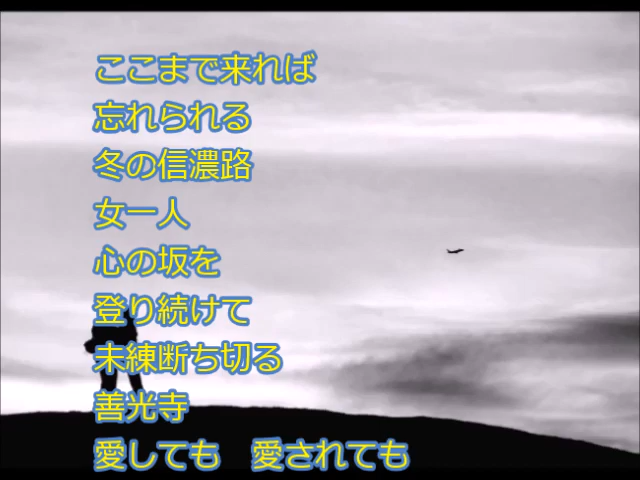 ここまで来れば
忘れられる
冬の信濃路
女一人
心の坂を
登り続けて
未練断ち切る
善光寺
愛しても　愛されても